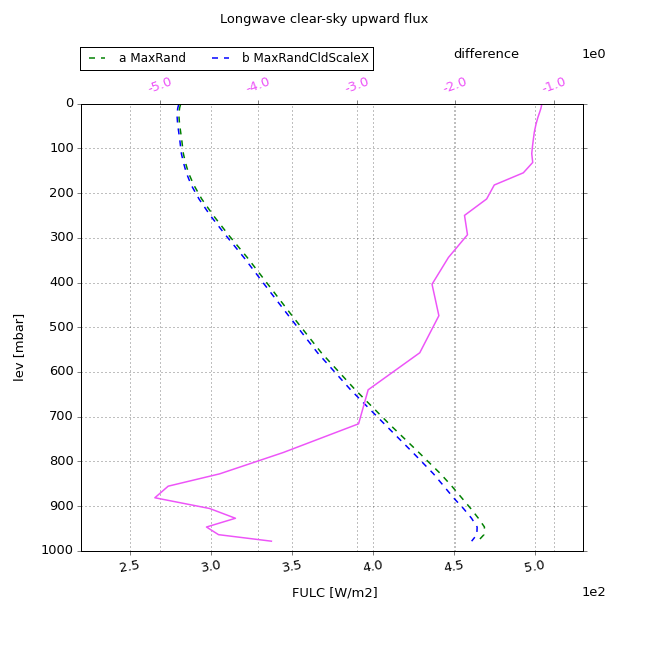 Longwave clear-sky upward flux
a MaxRand b MaxRandCldScaleX
difference 1e0
-5.0 -4.0 -3.0 -2.0 -1.0
0
100
200
300
400
500
600
700
800
900
1000
lev [mbar]
2.5 3.0 3.5 4.0 4.5 5.0
FULC [W/m2] 1e2